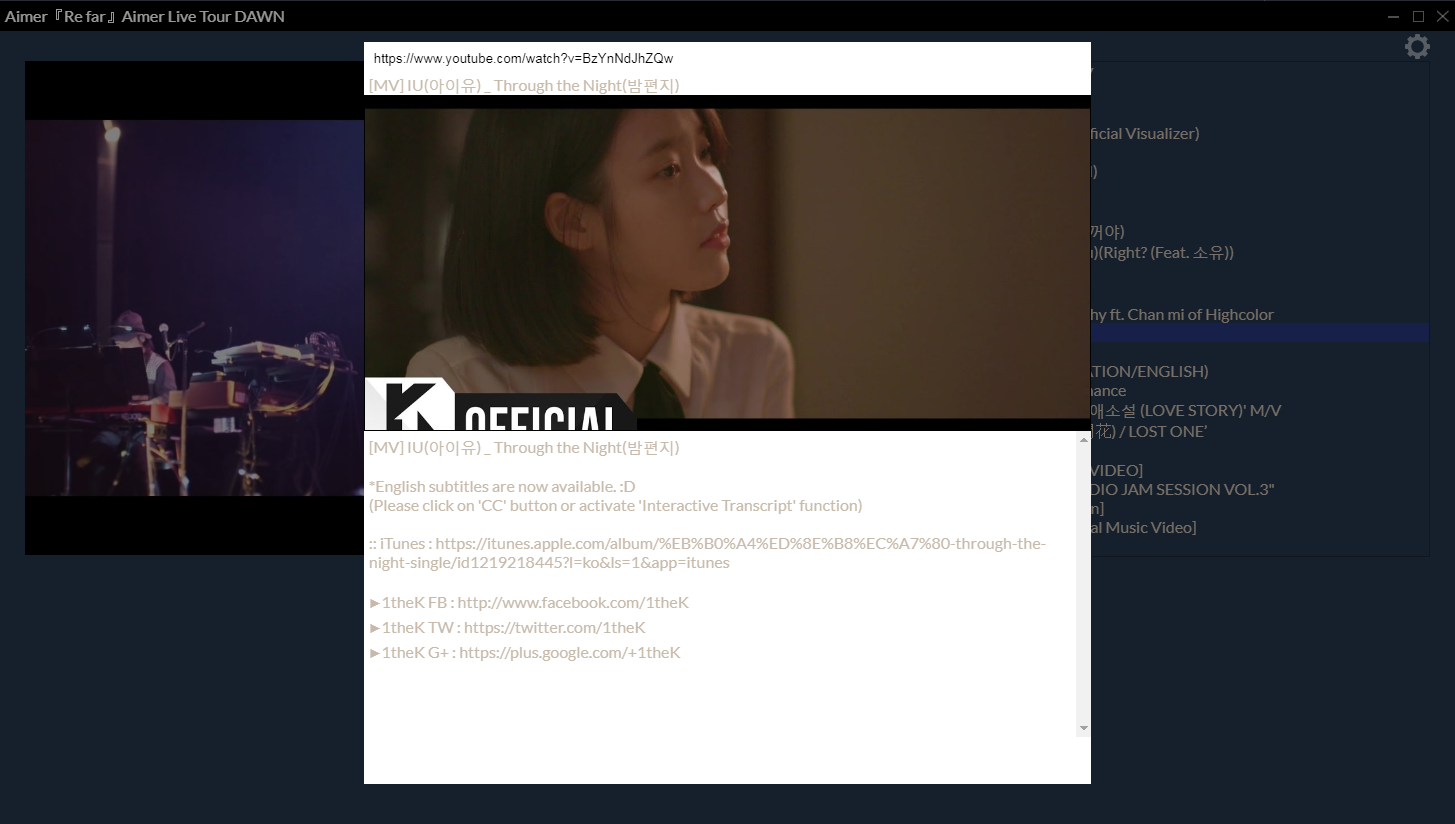 Aimer『Re far』Aimer Live Tour DAWN
https://www.youtube.com/watch?v=BzYnNdJhZQw
[MV] IU(아이유) _ Through the Night(밤편지)
OFFICIAL
[MV] IU(아이유) _ Through the Night(밤편지)
*English subtitles are now available. :D
(Please click on 'CC' button or activate 'Interactive Transcript' function)
:: iTunes : https://itunes.apple.com/album/%EB%B0%A4%ED%8E%B8%EC%A7%80-through-the-
night-single/id1219218445?l=ko&ls=1&app=itunes
►1theK FB : http://www.facebook.com/1theK
►1theK TW : https://twitter.com/1theK
►1theK G+ : https://plus.google.com/+1theK
Visualizer)
)
꺼야)
)(Right? (Feat. 소유))
hy ft. Chan mi of Highcolor
ATION/ENGLISH)
nance
애소설 (LOVE STORY)' M/V
花) / LOST ONE'
VIDEO]
DIO JAM SESSION VOL.3"
n]
al Music Video]